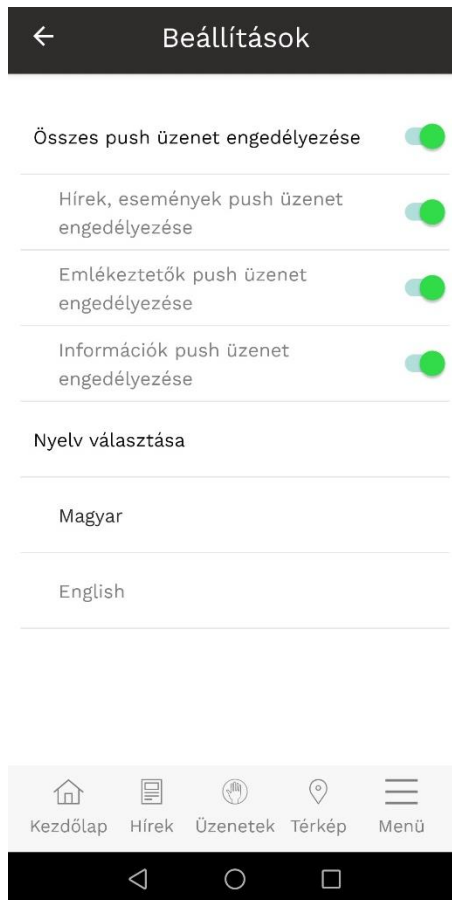 Beállítások
Összes push üzenet engedélyezése
Hírek, események push üzenet
engedélyezése
Emlékeztetők push üzenet
engedélyezése
Információk push üzenet
engedélyezése
Nyelv választása
Magyar
English
Kezdőlap Hírek Üzenetek Térkép Menü